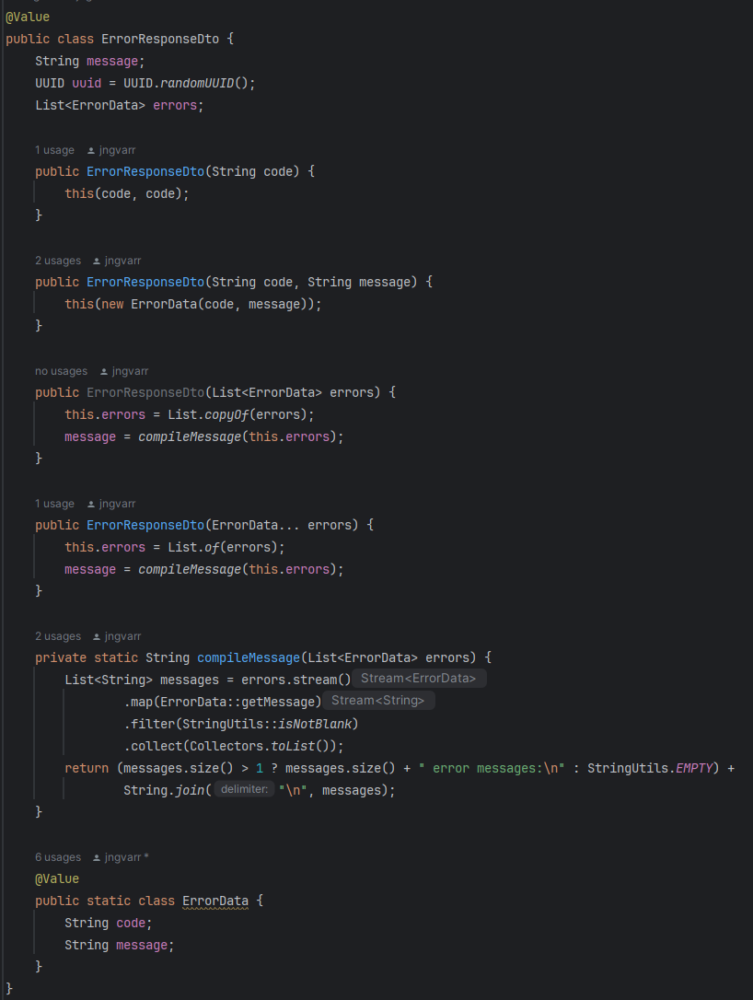 @Value
public class ErrorResponseDto {
String message;
UUID uuid = UUID.randomUUID();
List<ErrorData> errors;
1 usage jngvarr
public ErrorResponseDto(String code) {
this(code, code);
}
2 usages jngvarr
public ErrorResponseDto(String code, String message) {
this(new ErrorData(code, message));
}
no usages jngvarr
public ErrorResponseDto(List<ErrorData> errors) {
this.errors = List.copyOf(errors);
message = compileMessage(this.errors);
}
1 usage jngvarr
public ErrorResponseDto(ErrorData... errors) {
this.errors = List.of(errors);
message = compileMessage(this.errors);
}
2 usages jngvarr
private static String compileMessage(List<ErrorData> errors) {
List<String> messages = errors.stream() Stream<ErrorData>
.map(ErrorData::getMessage) Stream<String>
.filter(StringUtils::isNotBlank)
.collect(Collectors.toList());
return (messages.size() > 1 ? messages.size() + " error messages:\n" : StringUtils.EMPTY) +
String.join( delimiter: "\n", messages);
}
6 usages jngvarr *
@Value
public static class ErrorData {
String code;
String message;
}
}